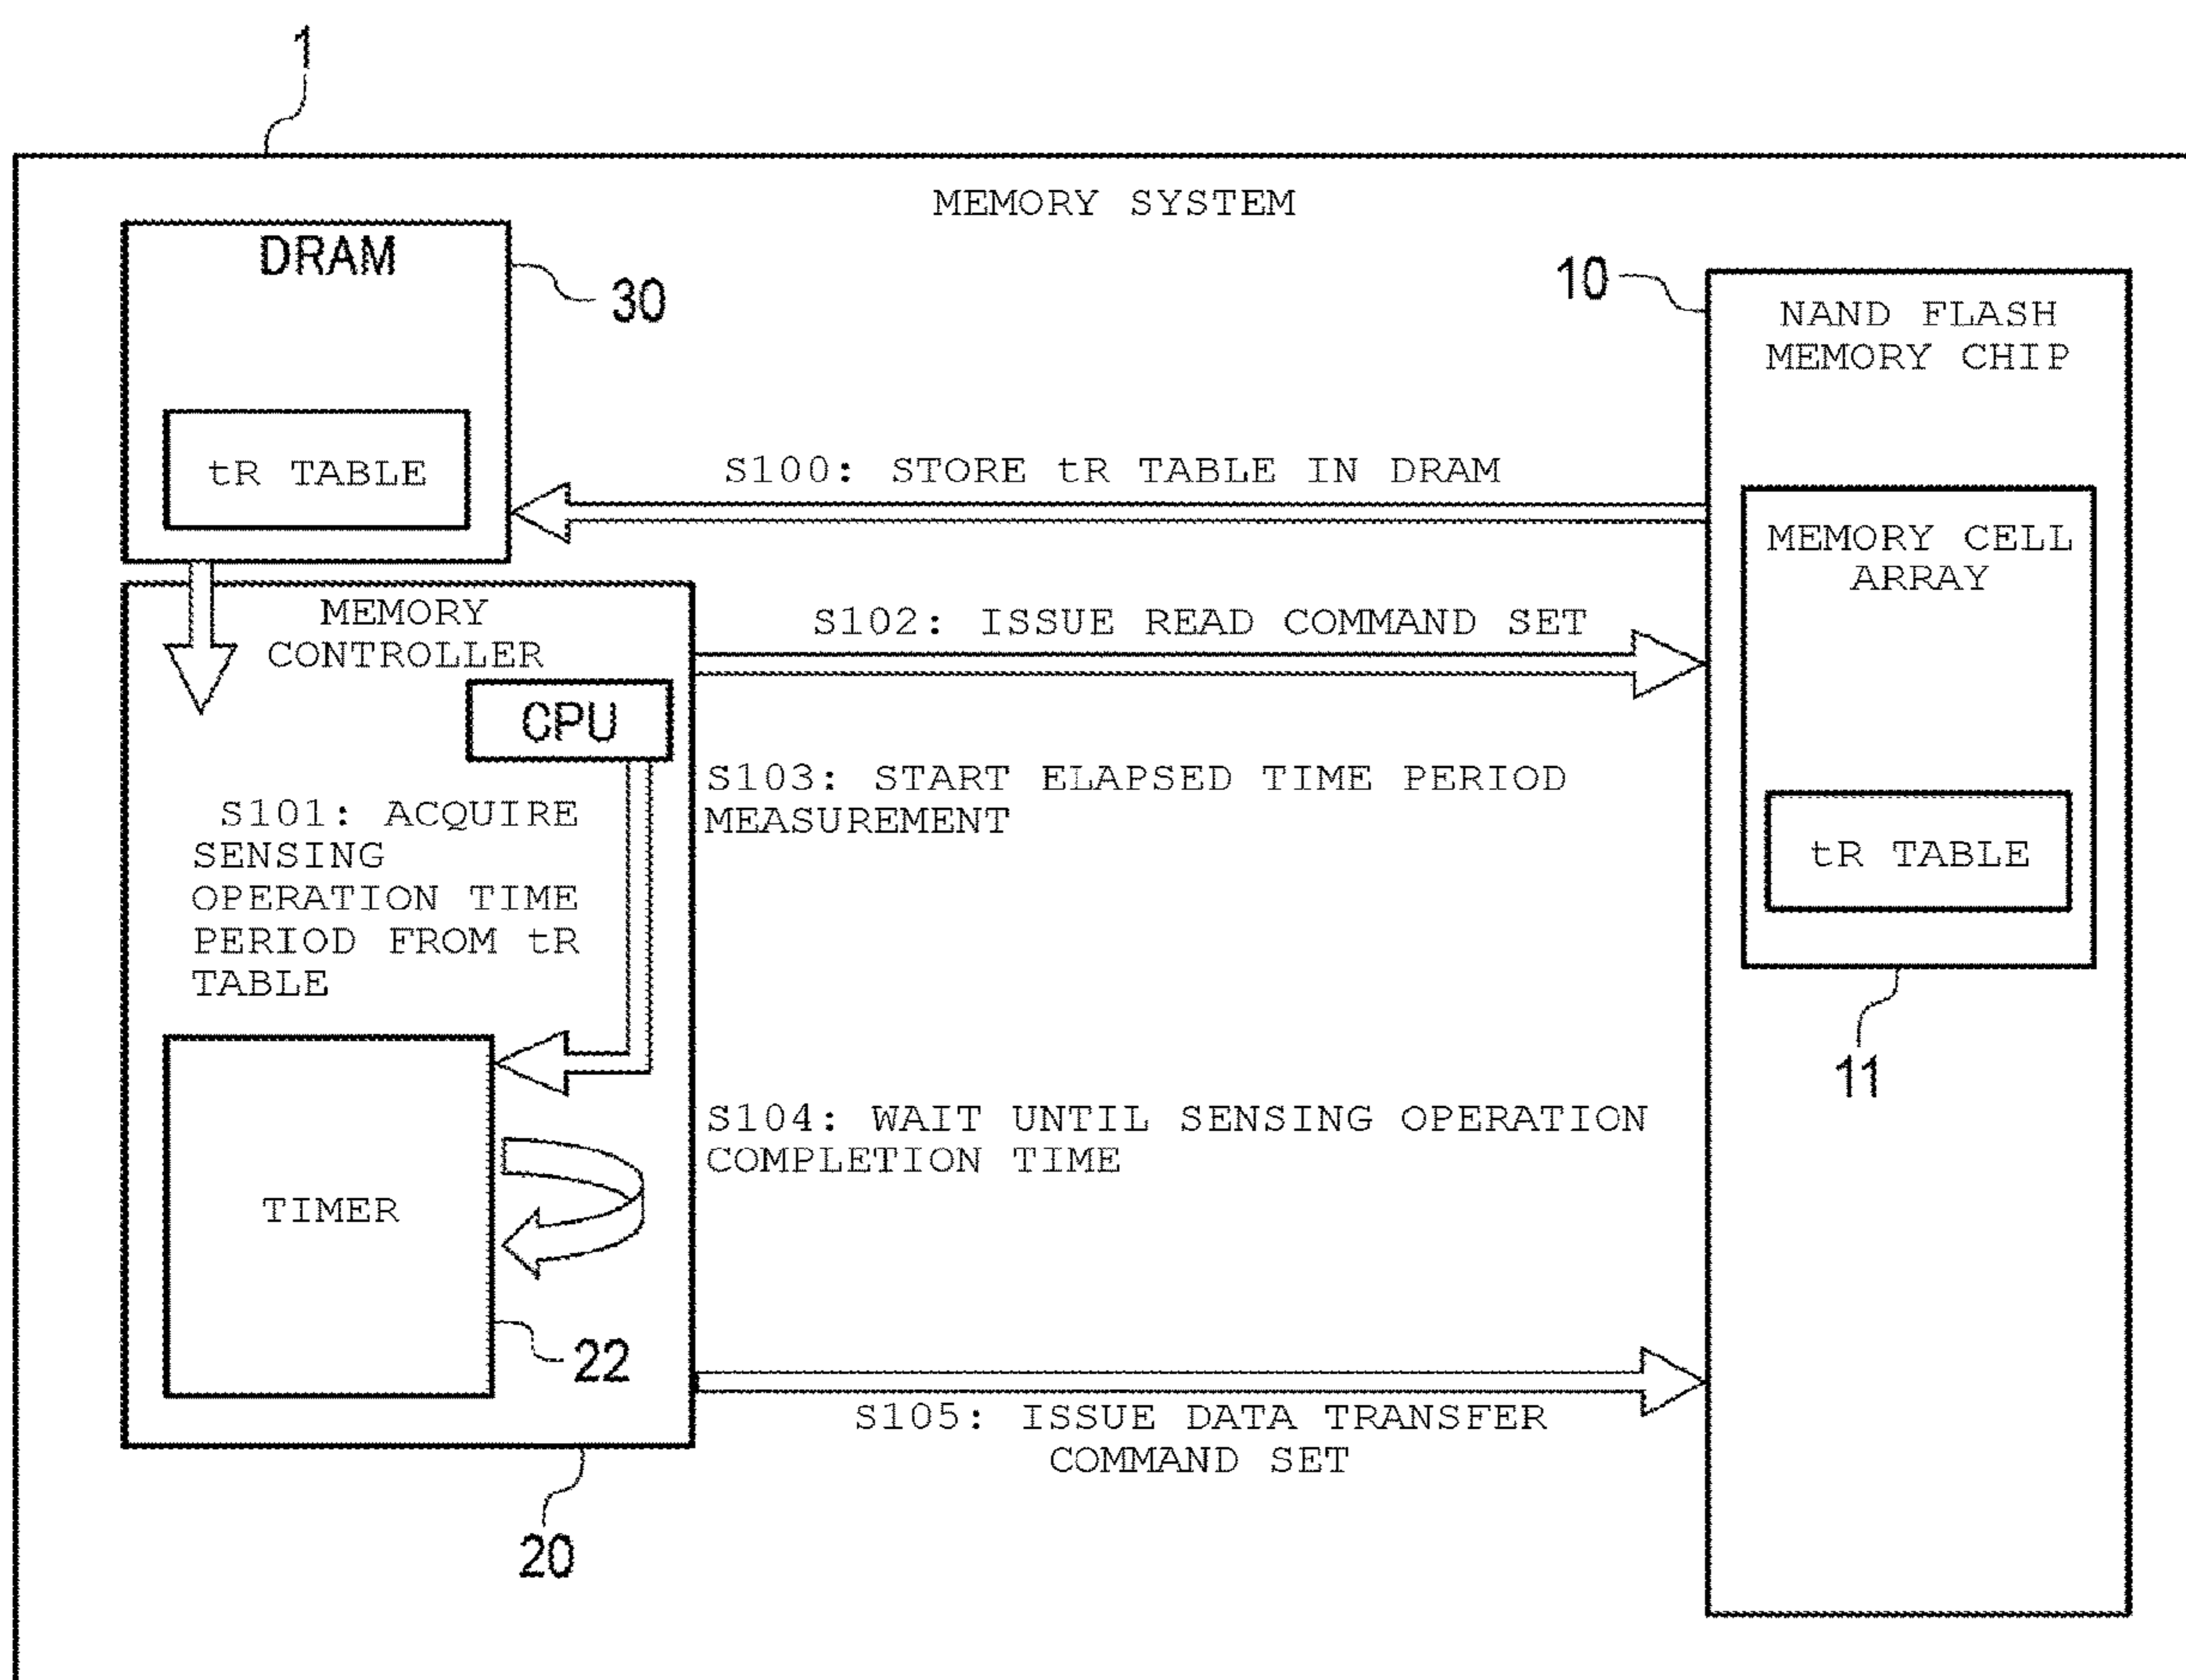 1
MEMORY SYSTEM
DRAM
30
tR TABLE
10
NAND FLASH
MEMORY CHIP
S100: STORE tR TABLE IN DRAM
MEMORY CELL
ARRAY
tR TABLE
11
MEMORY
CONTROLLER
CPU
S102: ISSUE READ COMMAND SET
S101: ACQUIRE
SENSING
OPERATION TIME
PERIOD FROM tR
TABLE
S103: START ELAPSED TIME PERIOD
MEASUREMENT
TIMER
22
S104: WAIT UNTIL SENSING OPERATION
COMPLETION TIME
S105: ISSUE DATA TRANSFER
COMMAND SET
20